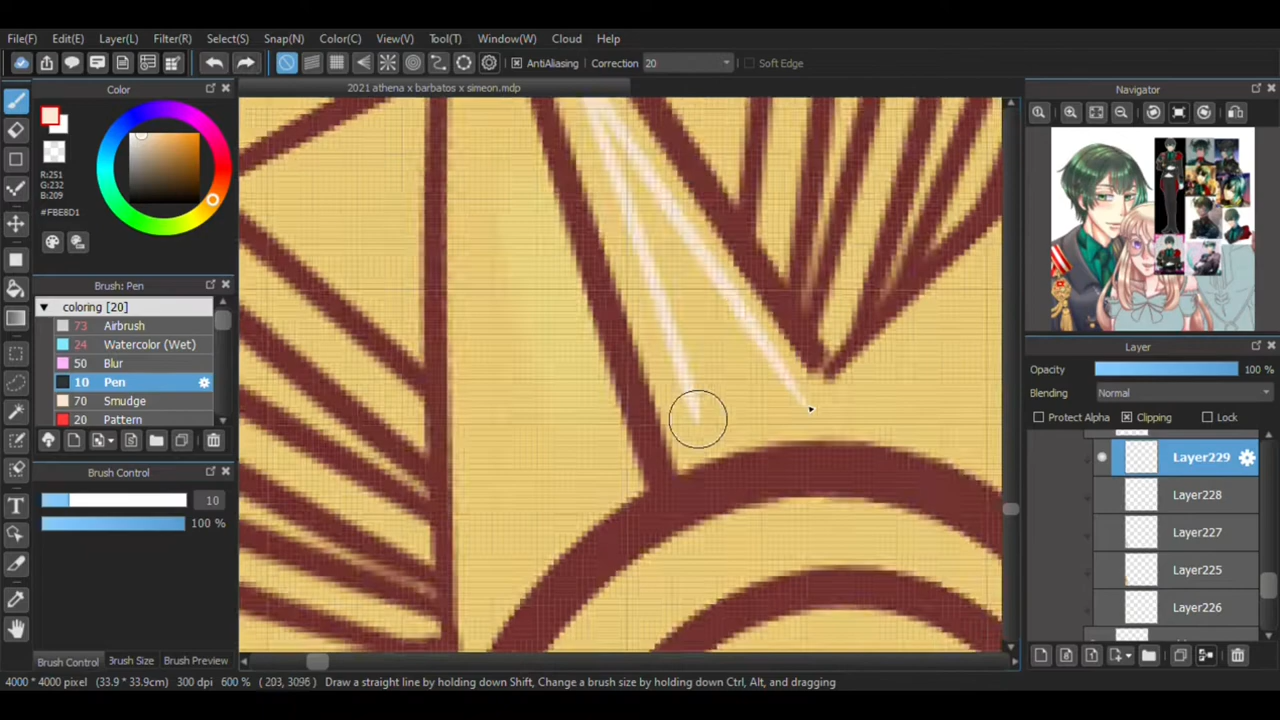 File(F) Edit(E) Layer(L) Filter(R) Select(S) Snap(N) Color(C) View(V) Tool(T) Window(W) Cloud Help
AntiAliasing Correction 20 Soft Edge
Color
2021 athena x barbatos x simeon.mdp
Navigator
R:251
G:232
B:209
#FBE8D1
Brush: Pen
coloring [20]
73 Airbrush
24 Watercolor (Wet)
50 Blur
10 Pen
70 Smudge
20 Pattern
Brush Control
10
100 %
Layer
Opacity 100 %
Blending Normal
Protect Alpha Clipping Lock
Layer229
Layer228
Layer227
Layer225
Layer226
Brush Control Brush Size Brush Preview
4000 * 4000 pixel (33.9 * 33.9cm) 300 dpi 600 % ( 203, 3096 ) Draw a straight line by holding down Shift, Change a brush size by holding down Ctrl, Alt, and dragging